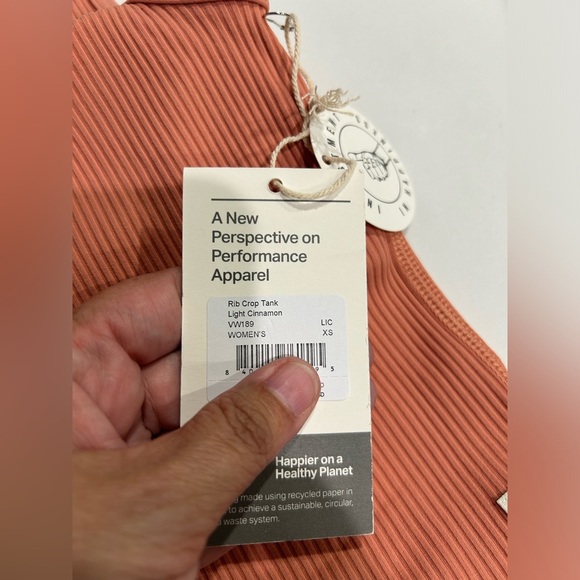 A New
Perspective on
Performance
Apparel
Rib Crop Tank
Light Cinnamon
VW189 LIC
WOMEN'S XS
Happier on a
Healthy Planet
made using recycled paper in
to achieve a sustainable, circular,
waste system.